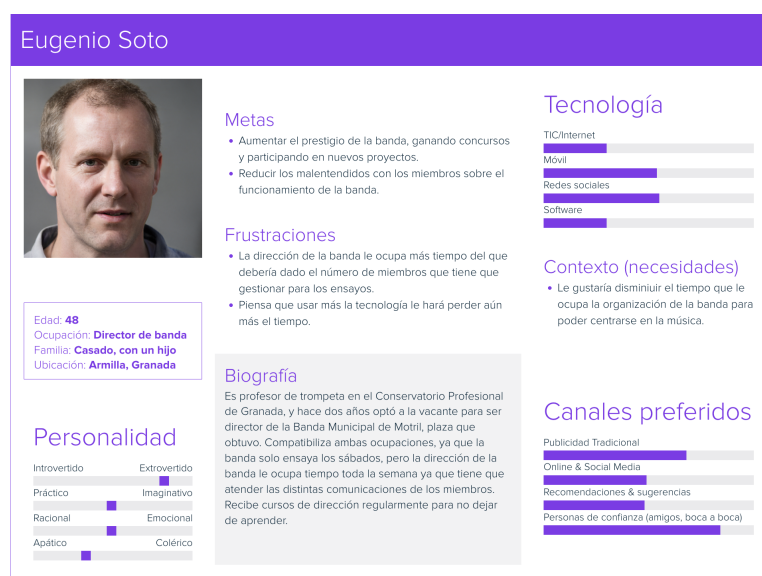 Eugenio Soto
Edad: 48
Ocupación: Director de banda
Familia: Casado, con un hijo
Ubicación: Armilla, Granada
Personalidad
Introvertido Extrovertido
Práctico Imaginativo
Racional Emocional
Apático Colérico
Metas
• Aumentar el prestigio de la banda, ganando concursos
y participando en nuevos proyectos.
• Reducir los malentendidos con los miembros sobre el
funcionamiento de la banda.
Frustraciones
• La dirección de la banda le ocupa más tiempo del que
debería dado el número de miembros que tiene que
gestionar para los ensayos.
• Piensa que usar más la tecnología le hará perder aún
más el tiempo.
Biografía
Es profesor de trompeta en el Conservatorio Profesional
de Granada, y hace dos años optó a la vacante para ser
director de la Banda Municipal de Motril, plaza que
obtuvo. Compatibiliza ambas ocupaciones, ya que la
banda solo ensaya los sábados, pero la dirección de la
banda le ocupa tiempo toda la semana ya que tiene que
atender las distintas comunicaciones de los miembros.
Recibe cursos de dirección regularmente para no dejar
de aprender.
Tecnología
TIC/Internet
Móvil
Redes sociales
Software
Contexto (necesidades)
• Le gustaría disminiuir el tiempo que le
ocupa la organización de la banda para
poder centrarse en la música.
Canales preferidos
Publicidad Tradicional
Online & Social Media
Recomendaciones & sugerencias
Personas de confianza (amigos, boca a boca)